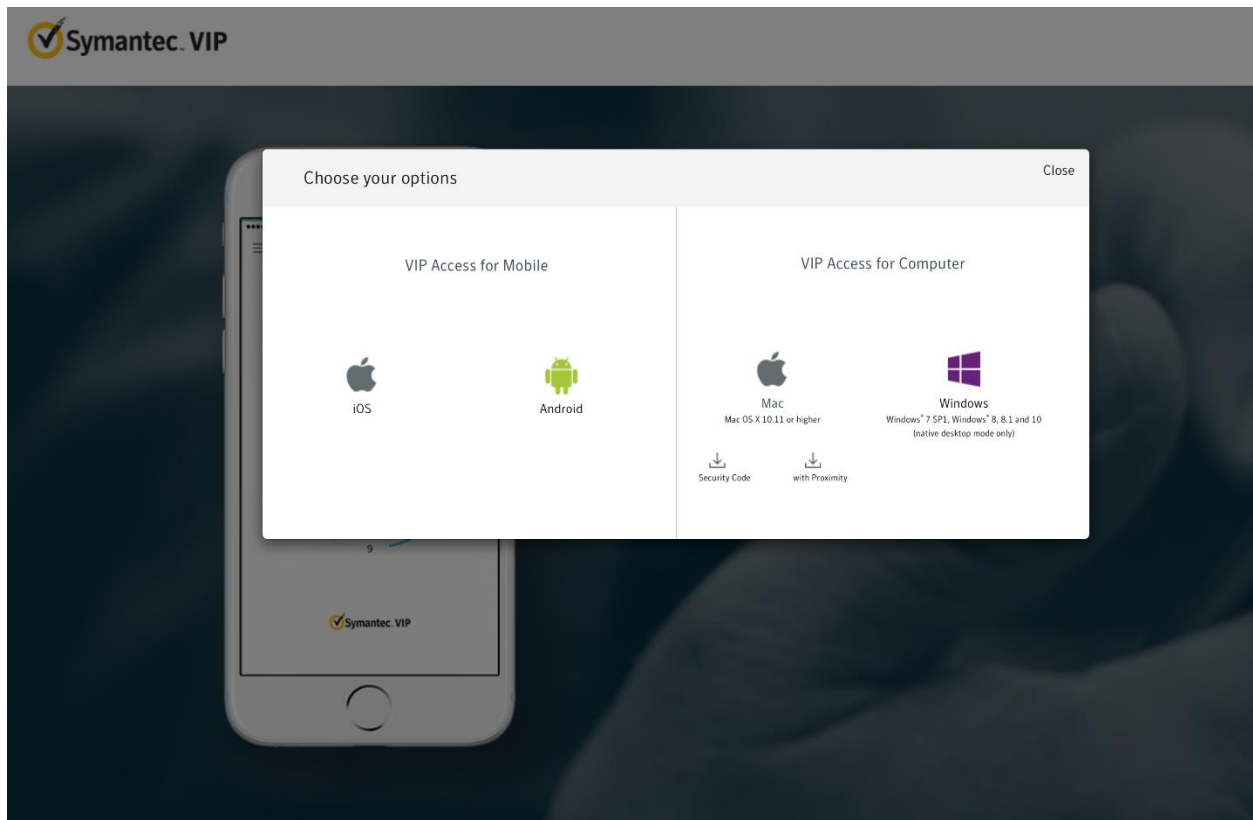 Symantec™ VIP
Choose your options
Close
VIP Access for Mobile
iOS
Android
VIP Access for Computer
Mac
Mac OS X 10.11 or higher
Security Code
with Proximity
Windows
Windows® 7 SP1, Windows® 8, 8.1 and 10
(native desktop mode only)
9
Symantec. VIP